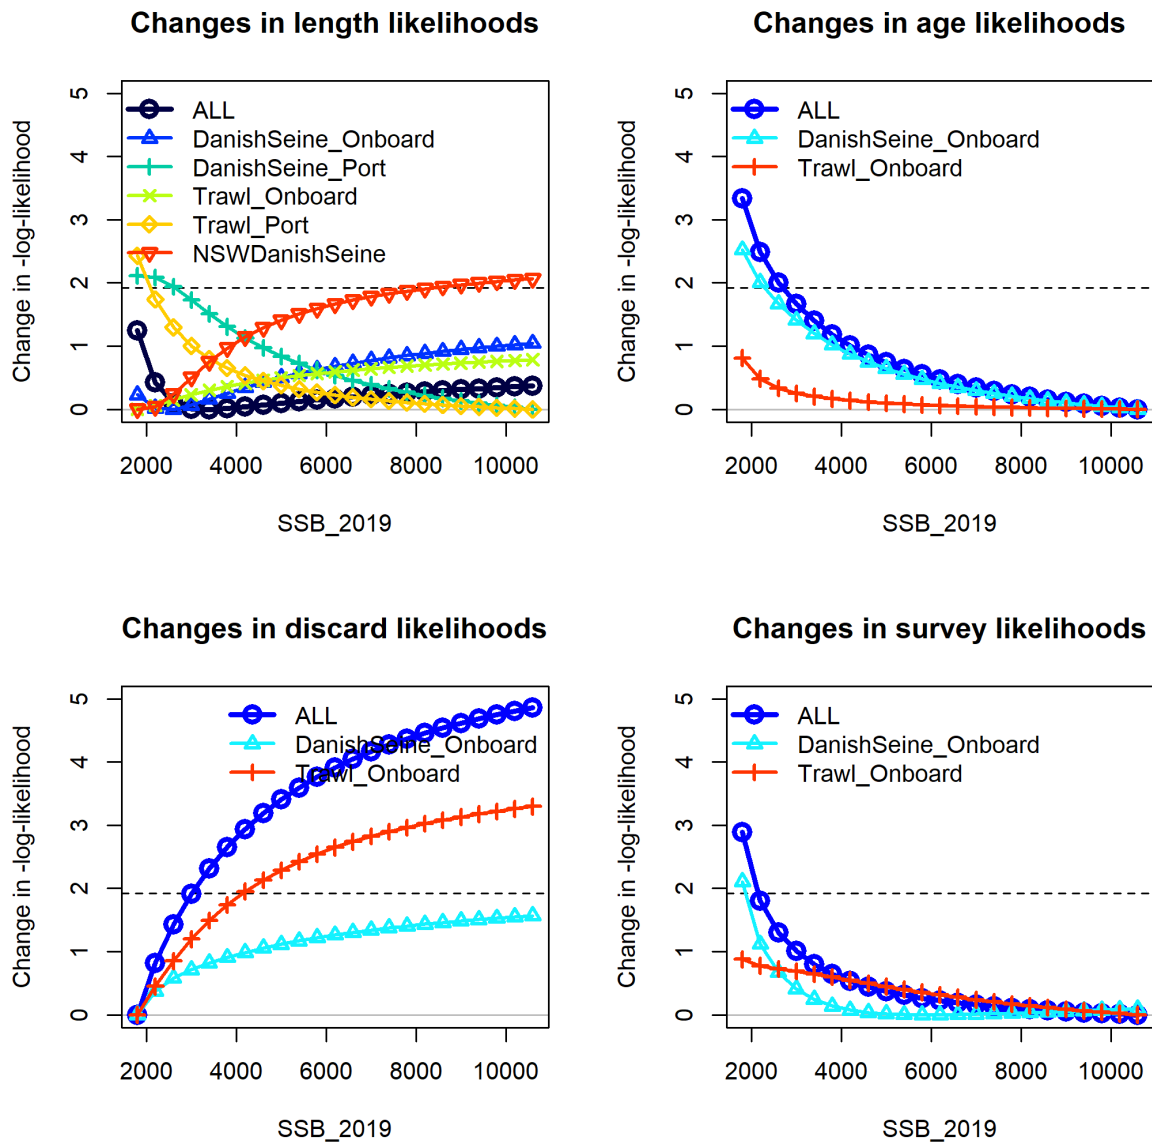 Changes in length likelihoods
Change in -log-likelihood
5
4
3
2
1
0
ALL
DanishSeine_Onboard
DanishSeine_Port
Trawl_Onboard
Trawl_Port
NSWDanishSeine
2000 4000 6000 8000 10000
SSB_2019
Changes in age likelihoods
Change in -log-likelihood
5
4
3
2
1
0
ALL
DanishSeine_Onboard
Trawl_Onboard
2000 4000 6000 8000 10000
SSB_2019
Changes in discard likelihoods
Change in -log-likelihood
5
4
3
2
1
0
ALL
DanishSeine_Onboard
Trawl_Onboard
2000 4000 6000 8000 10000
SSB_2019
Changes in survey likelihoods
Change in -log-likelihood
5
4
3
2
1
0
ALL
DanishSeine_Onboard
Trawl_Onboard
2000 4000 6000 8000 10000
SSB_2019